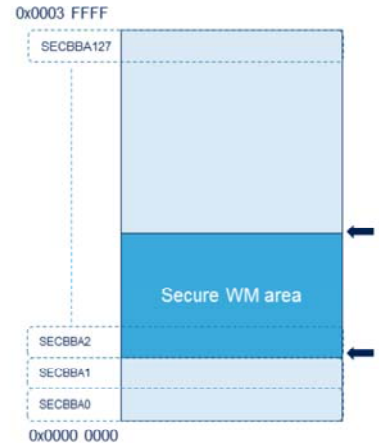 0x0003 FFFF
SECBBA127
Secure WM area
SECBBA2
SECBBA1
SECBBA0
0x0000 0000